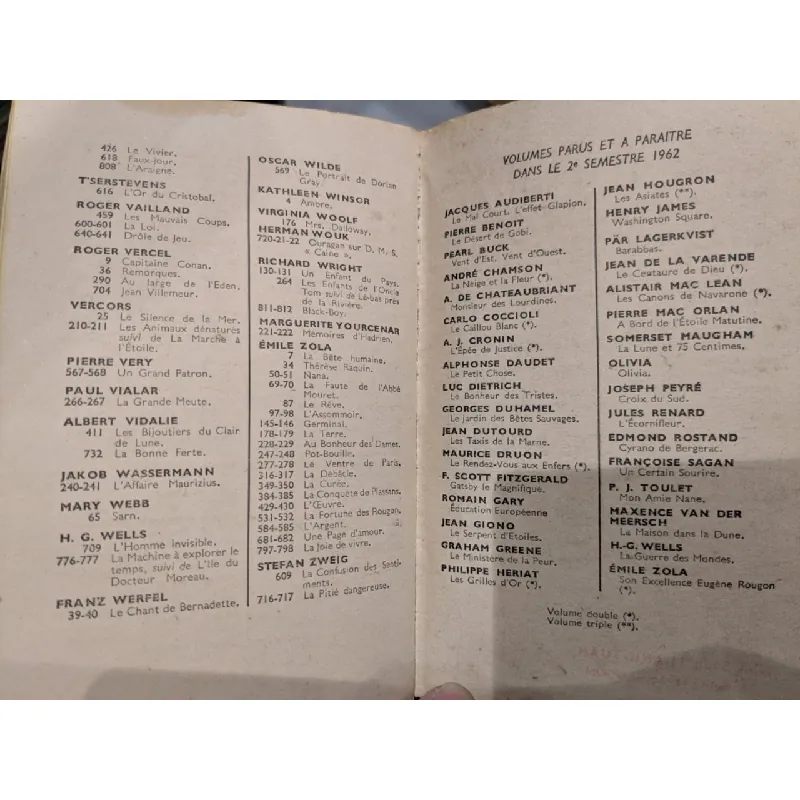 426 Le Vivier.
618 Faux-Jour.
808 L'Araigne.
T'SERSTEVENS
616 L'Or du Cristobal.
ROGER VAILLAND
459 Les Mauvais Coups.
600-601 La Loi.
640-641 Drôle de Jeu.
ROGER VERCEL
9 Capitaine Conan.
36 Remorques.
290 Au large de l'Eden.
704 Jean Villemeur.
VERCORS
25 Le Silence de la Mer.
210-211 Les Animaux dénaturés
suivi de La Marche à
l'Étoile.
PIERRE VERY
567-568 Un Grand Patron.
PAUL VIALAR
266-267 La Grande Meute.
ALBERT VIDALIE
411 Les Bijoutiers du Clair
de Lune.
732 La Bonne Ferte.
JAKOB WASSERMANN
240-241 L'Affaire Maurizius.
MARY WEBB
65 Sarn.
H. G. WELLS
709 L'Homme invisible.
776-777 La Machine à explorer le
temps, suivi de L'Ile du
Docteur Moreau.
FRANZ WERFEL
39-40 Le Chant de Bernadette.
OSCAR WILDE
569 Le Portrait de Dorian
Gray.
KATHLEEN WINSOR
4 Ambre.
VIRGINIA WOOLF
176 Mrs. Dalloway.
HERMAN WOUK
720-21-22 Ouragan sur D. M. S.
« Caine ».
RICHARD WRIGHT
130-131 Un Enfant du Pays.
264 Les Enfants de l'Oncle
Tom suivi de Là-bas près
de la Rivière.
811-812 Black-Boy.
MARGUERITE YOURCENAR
221-222 Mémoires d'Hadrien.
ÉMILE ZOLA
7 La Bête humaine.
34 Thérèse Raquin.
50-51 Nana.
69-70 La Faute de l'Abbé
Mouret.
87 Le Rêve.
97-98 L'Assommoir.
145-146 Germinal.
178-179 La Terre.
228-229 Au Bonheur des Dames.
247-248 Pot-Bouille.
277-278 Le Ventre de Paris.
316-317 La Débâcle.
349-350 La Curée.
384-385 La Conquête de Plassans.
429-430 L'Œuvre.
531-532 La Fortune des Rougon.
584-585 L'Argent.
681-682 Une Page d'amour.
797-798 La Joie de vivre.
STEFAN ZWEIG
609 La Confusion des Senti-
ments.
716-717 La Pitié dangereuse.
VOLUMES PARUS ET A PARAITRE
DANS LE 2e SEMESTRE 1962
JACQUES AUDIBERTI
Le Mal Court. L'effet Glapion.
PIERRE BENOIT
Le Désert de Gobi.
PEARL BUCK
Vent d'Est. Vent d'Ouest.
ANDRÉ CHAMSON
La Neige et la Fleur (*).
A. DE CHATEAUBRIANT
Monsieur des Lourdines.
CARLO COCCIOLI
Le Caillou Blanc (*).
A. J. CRONIN
L'Épée de Justice (*).
ALPHONSE DAUDET
Le Petit Chose.
LUC DIETRICH
Le Bonheur des Tristes.
GEORGES DUHAMEL
Le Jardin des Bêtes Sauvages.
JEAN DUTOURD
Les Taxis de la Marne.
MAURICE DRUON
Le Rendez-Vous aux Enfers (*).
F. SCOTT FITZGERALD
Gatsby le Magnifique.
ROMAIN GARY
Éducation Européenne
JEAN GIONO
Le Serpent d'Étoiles.
GRAHAM GREENE
Le Ministère de la Peur.
PHILIPPE HERIAT
Les Grilles d'Or (*).
JEAN HOUGRON
Les Asiates (**).
HENRY JAMES
Washington Square.
PÄR LAGERKVIST
Barabbas.
JEAN DE LA VARENDE
Le Centaure de Dieu (*).
ALISTAIR MAC LEAN
Les Canons de Navarone (*).
PIERRE MAC ORLAN
A Bord de l'Étoile Matutine.
SOMERSET MAUGHAM
La Lune et 75 Centimes.
OLIVIA
Olivia.
JOSEPH PEYRÉ
Croix du Sud.
JULES RENARD
L'Écornifleur.
EDMOND ROSTAND
Cyrano de Bergerac.
FRANÇOISE SAGAN
Un Certain Sourire.
P. J. TOULET
Mon Amie Nane.
MAXENCE VAN DER
MEERSCH
La Maison dans la Dune.
H.-G. WELLS
La Guerre des Mondes.
ÉMILE ZOLA
Son Excellence Eugène Rougon
(*).
Volume double (*).
Volume triple (**).